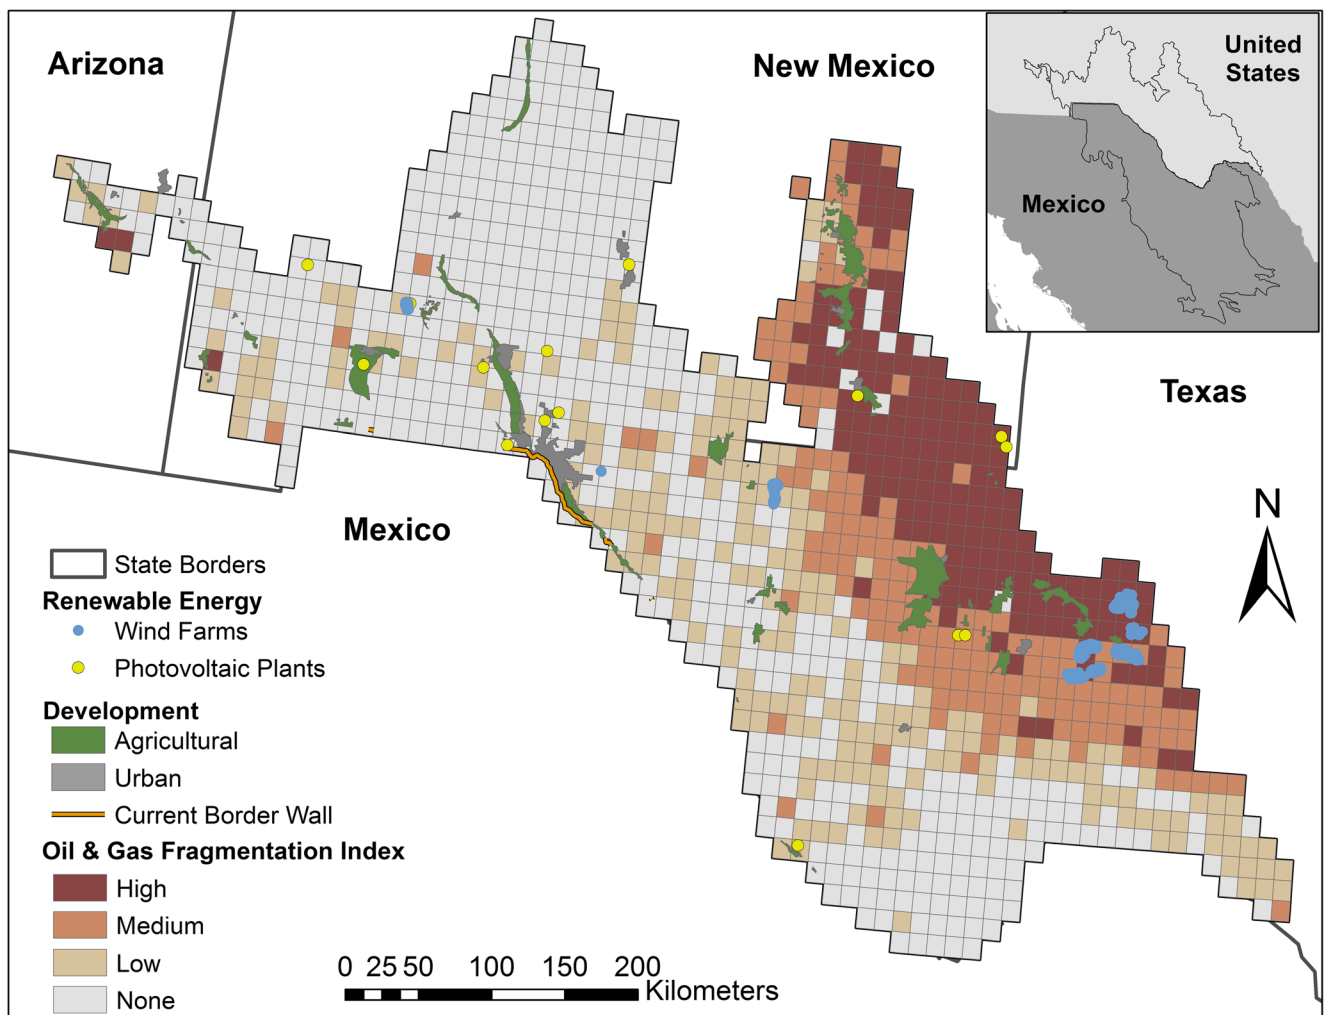 Arizona
New Mexico
United
States
Mexico
Texas
Mexico
N
State Borders
Renewable Energy
Wind Farms
Photovoltaic Plants
Development
Agricultural
Urban
Current Border Wall
Oil & Gas Fragmentation Index
High
Medium
Low
None
0 25 50 100 150 200
Kilometers